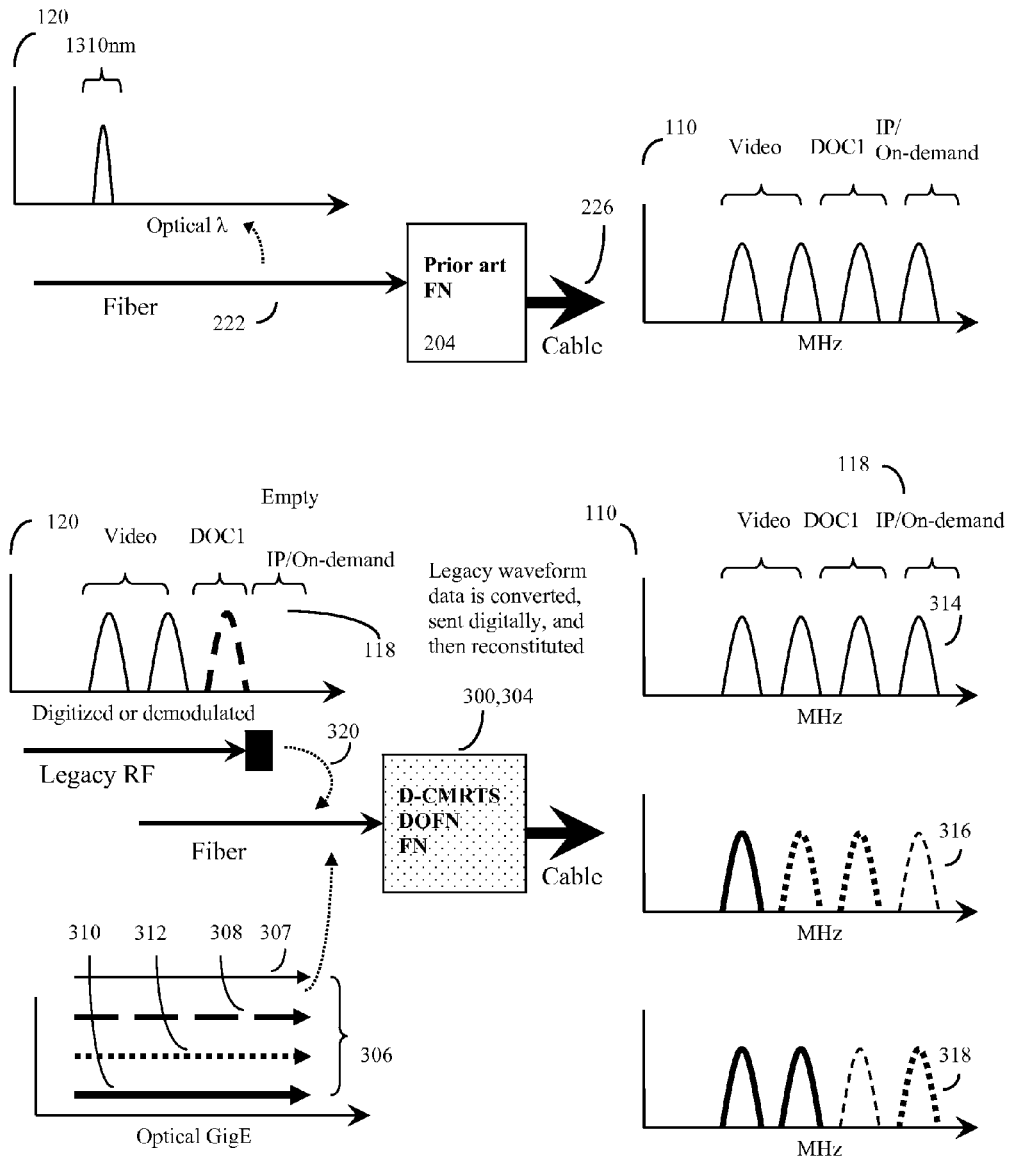 120
1310nm
Optical λ
Fiber
222
Prior art
FN
204
226
Cable
110
Video
DOC1
IP/
On-demand
MHz
120
Empty
Video
DOC1
IP/On-demand
118
Digitized or demodulated
Legacy RF
320
Legacy waveform
data is converted,
sent digitally, and
then reconstituted
300,304
Fiber
D-CMRTS
DOFN
FN
Cable
118
110
Video
DOC1
IP/On-demand
314
MHz
316
MHz
310
312
308
307
306
Optical GigE
318
MHz